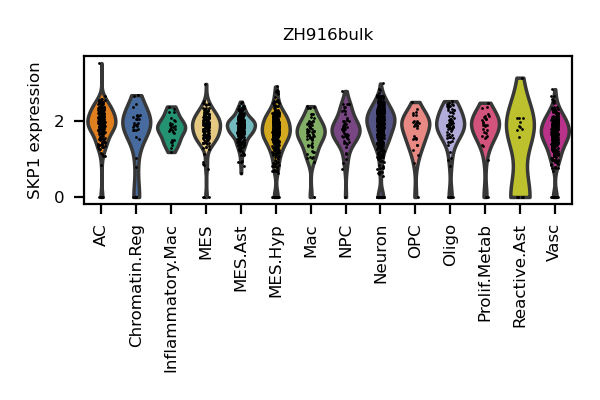 ZH916bulk
SKP1 expression
2
0
AC
Chromatin.Reg
Inflammatory.Mac
MES
MES.Ast
MES.Hyp
Mac
NPC
Neuron
OPC
Oligo
Prolif.Metab
Reactive.Ast
Vasc